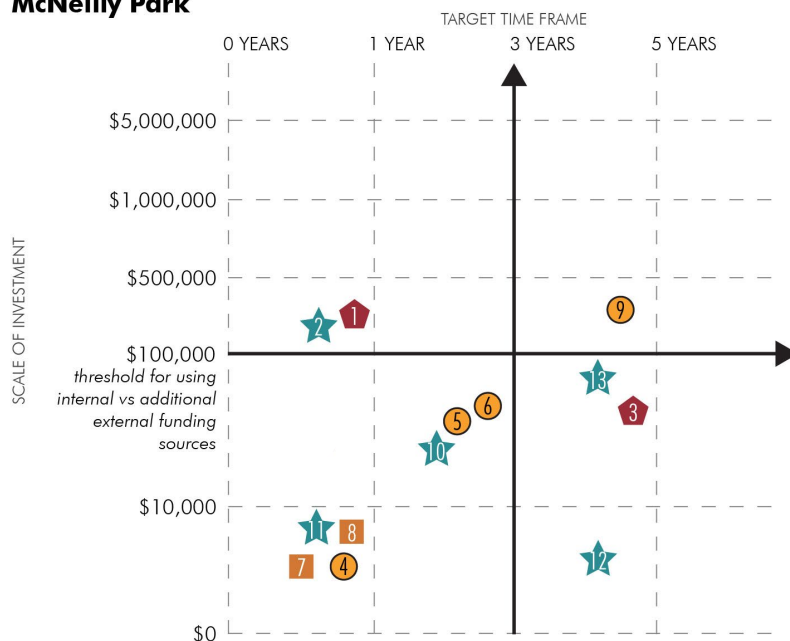 McNeilly Park
TARGET TIME FRAME
0 YEARS 1 YEAR 3 YEARS 5 YEARS
SCALE OF INVESTMENT
$5,000,000
$1,000,000
$500,000
9
1
2
$100,000
threshold for using
internal vs additional
external funding
sources
13
3
6
5
10
$10,000
11
8
7
4
12
$0